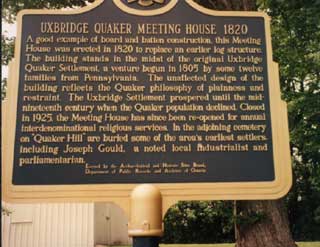 UXBRIDGE QUAKER MEETING HOUSE 1820
A good example of board and batten construction, this Meeting
House was erected in 1820 to replace an earlier log structure.
The building stands in the midst of the original Uxbridge
Quaker Settlement, a venture begun in 1805 by some twelve
families from Pennsylvania. The unaffected design of the
building reflects the Quaker philosophy of plainness and
restraint. The Uxbridge Settlement prospered until the mid-
nineteenth century when the Quaker population declined. Closed
in 1925, the Meeting House has since been re-opened for annual
interdenominational religious services. In the adjoining cemetery
on "Quaker Hill" are buried some of the area's earliest settlers,
including Joseph Gould, a noted local industrialist and
parliamentarian.
Erected by the Archaeological and Historic Sites Board,
Department of Public Records and Archives of Ontario